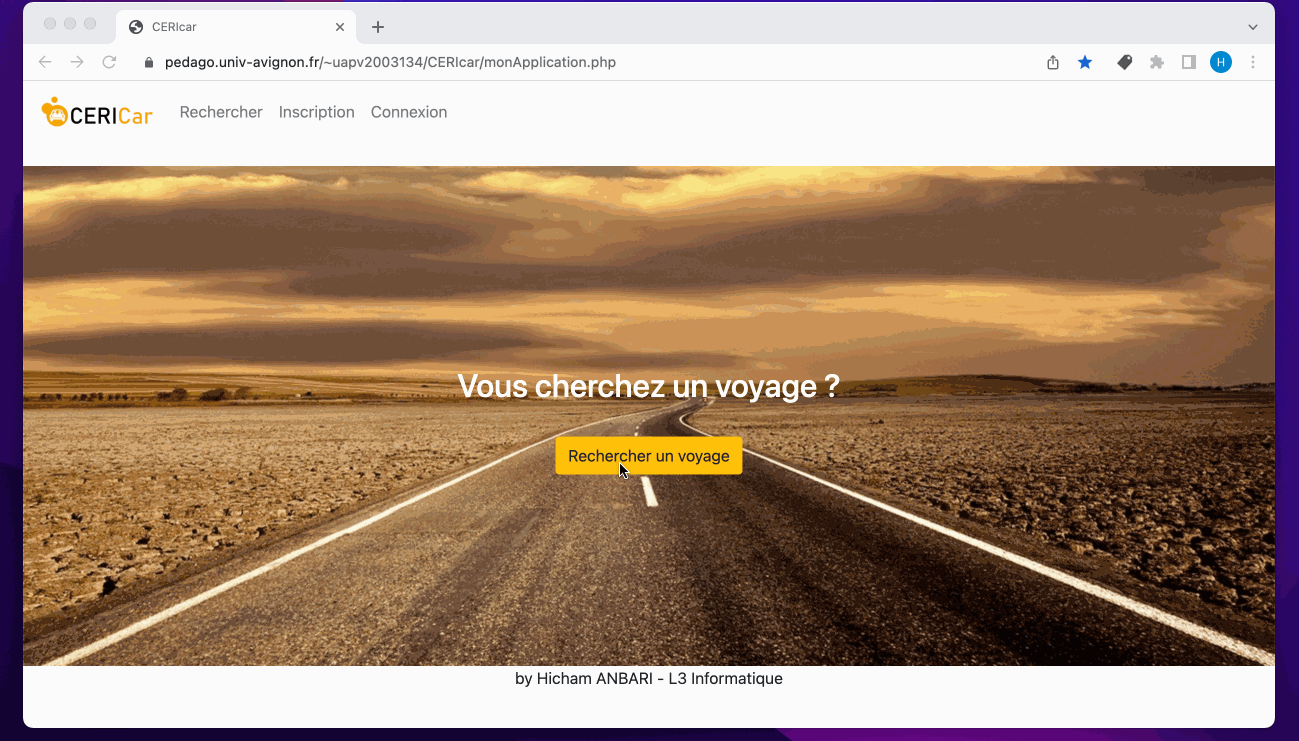 CERIcar
pedago.univ-avignon.fr/~uapv2003134/CERIcar/monApplication.php
H
CERICar
Rechercher
Inscription
Connexion
Vous cherchez un voyage ?
Rechercher un voyage
by Hicham ANBARI - L3 Informatique